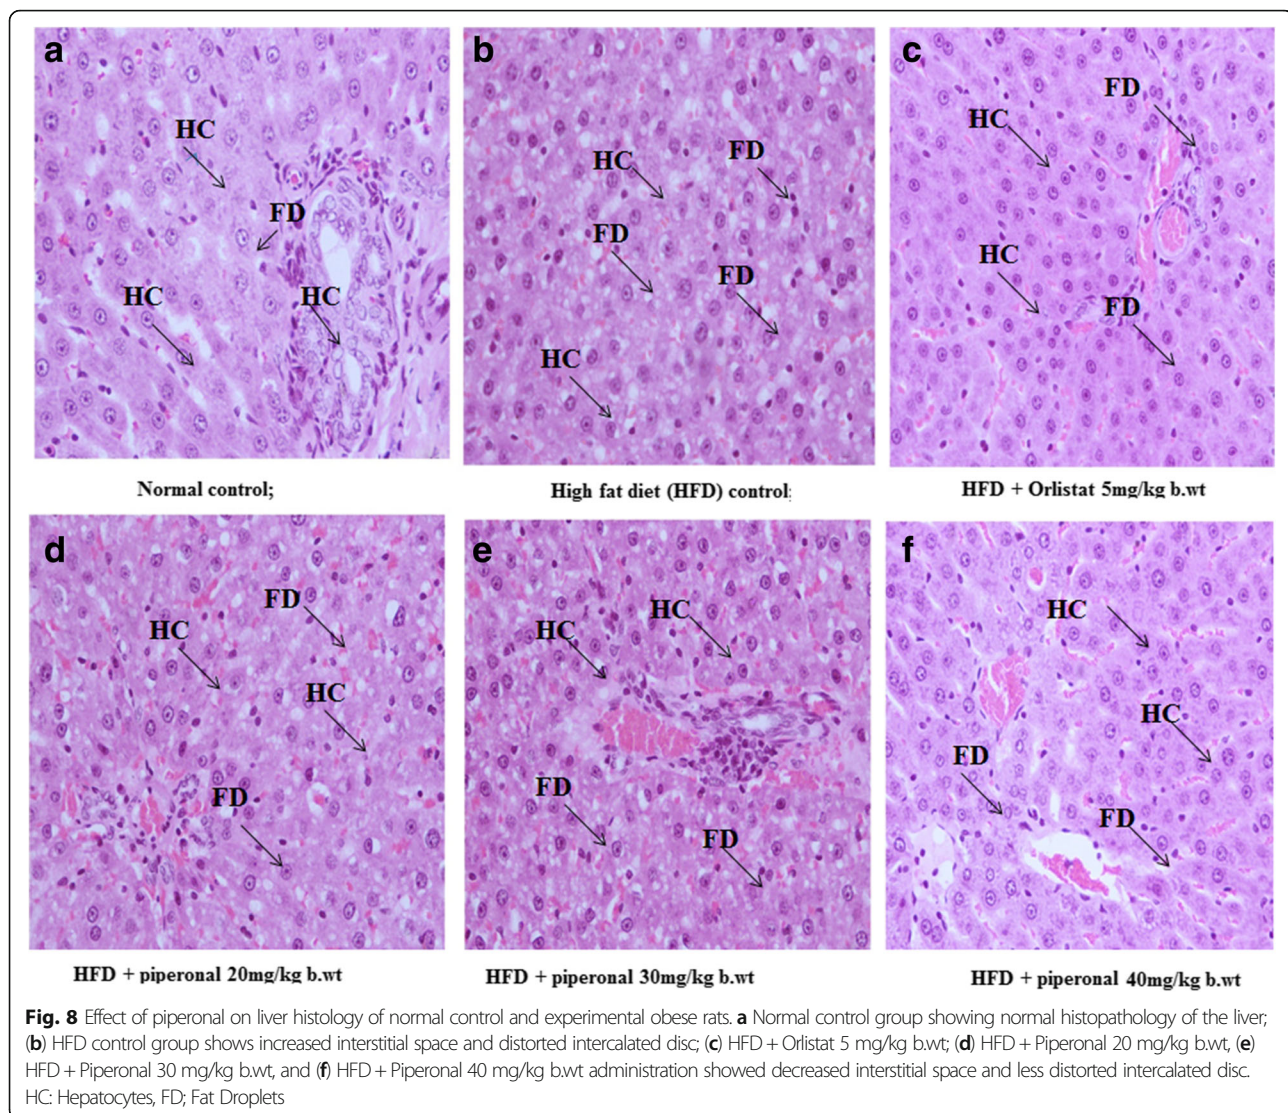 a
HC
FD
HC
HC
Normal control;
b
HC
FD
FD
FD
HC
High fat diet (HFD) control;
c
FD
HC
HC
FD
HFD + Orlistat 5mg/kg b.wt
d
FD
HC
HC
FD
HFD + piperonal 20mg/kg b.wt
e
HC
HC
FD
FD
HFD + piperonal 30mg/kg b.wt
f
HC
HC
FD
FD
HFD + piperonal 40mg/kg b.wt
Fig. 8 Effect of piperonal on liver histology of normal control and experimental obese rats. a Normal control group showing normal histopathology of the liver;
(b) HFD control group shows increased interstitial space and distorted intercalated disc; (c) HFD + Orlistat 5 mg/kg b.wt; (d) HFD + Piperonal 20 mg/kg b.wt, (e)
HFD + Piperonal 30 mg/kg b.wt, and (f) HFD + Piperonal 40 mg/kg b.wt administration showed decreased interstitial space and less distorted intercalated disc.
HC: Hepatocytes, FD; Fat Droplets